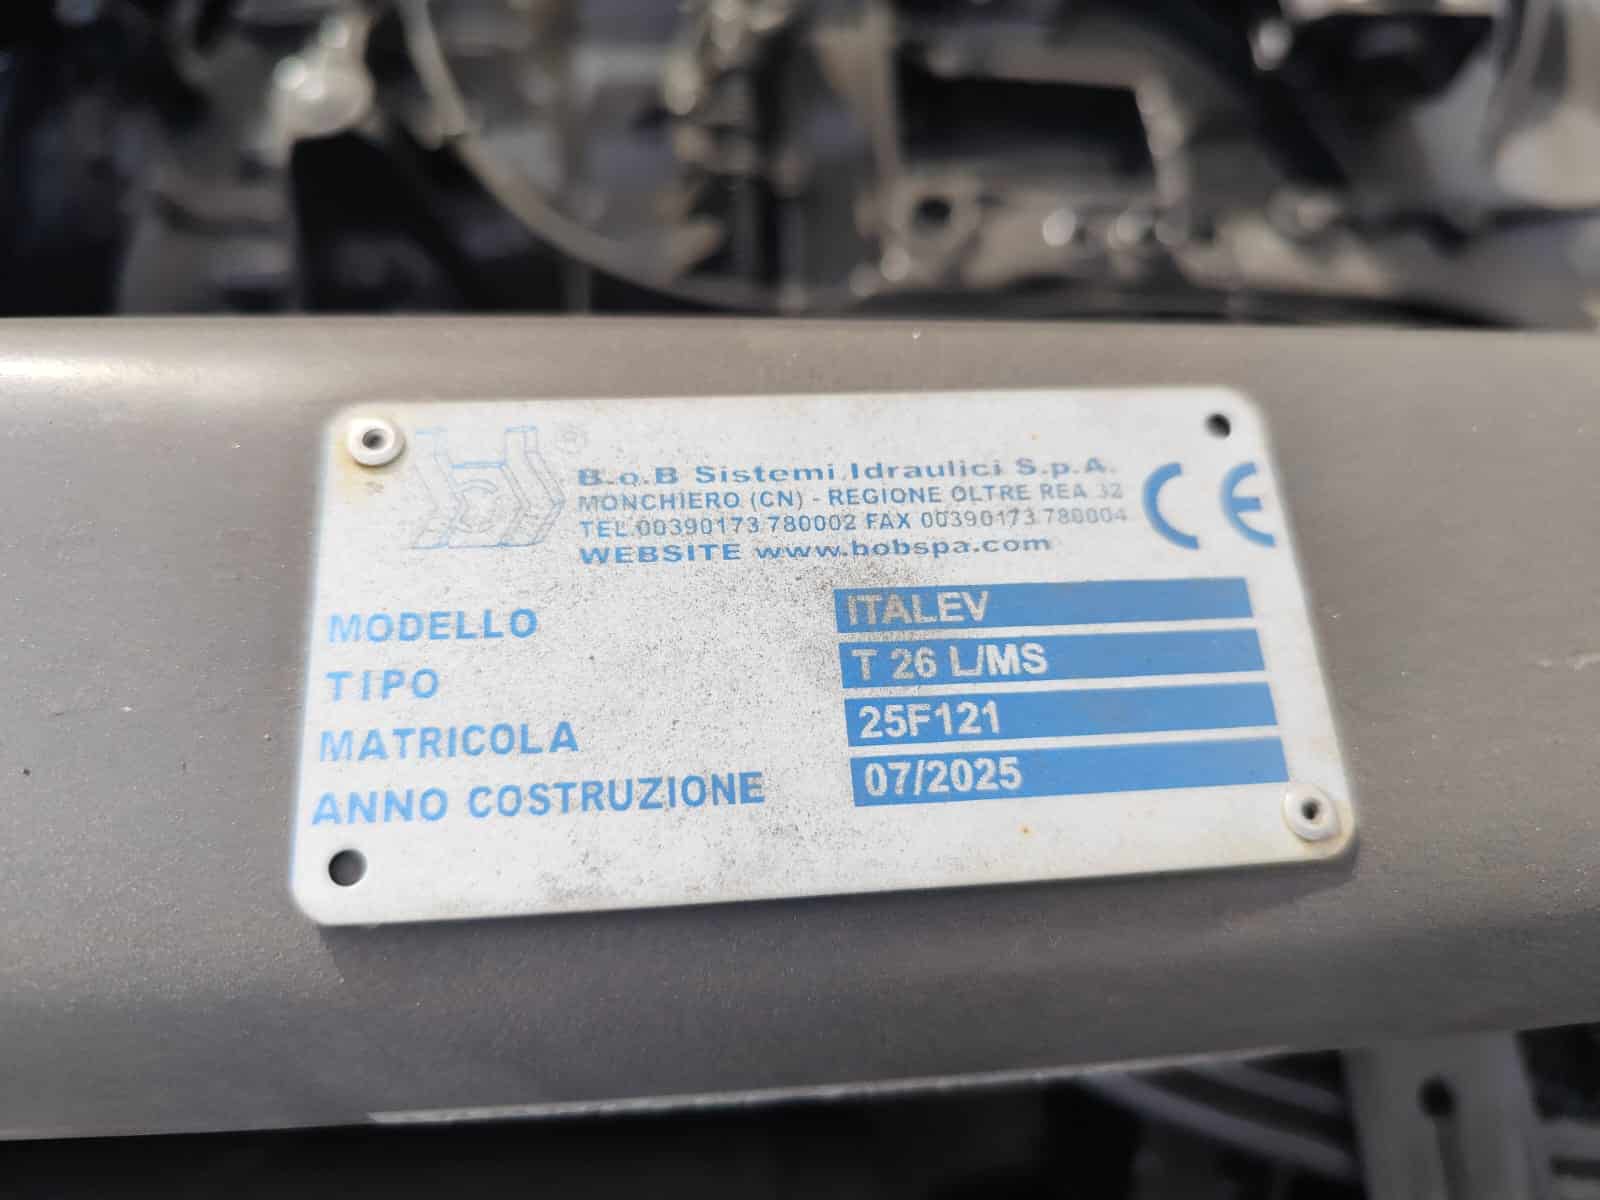 B.o.B Sistemi Idraulici S.p.A.
MONCHIERO (CN) - REGIONE OLTRE REA 32
TEL.00390173 780002 FAX 00390173 780004
WEBSITE www.bobspa.com
CE
MODELLO ITALEV
TIPO T 26 L/MS
MATRICOLA 25F121
ANNO COSTRUZIONE 07/2025